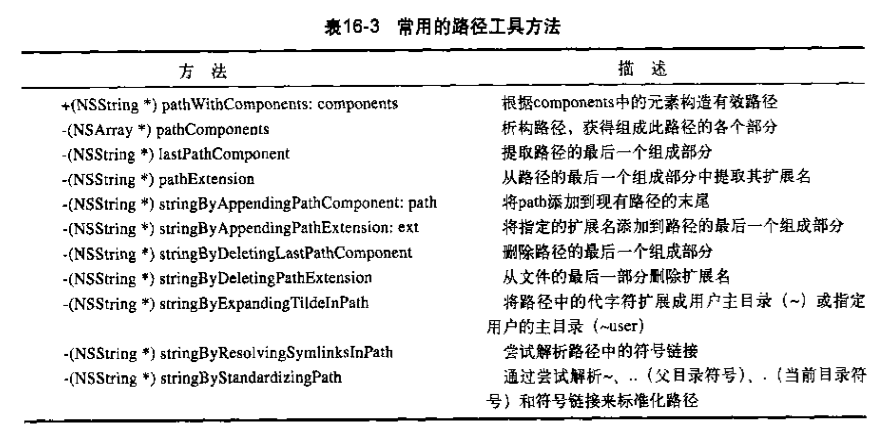 表16-3 常用的路径工具方法
方 法 描 述
+(NSString *) pathWithComponents: components 根据components中的元素构造有效路径
-(NSArray *) pathComponents 析构路径，获得组成此路径的各个部分
-(NSString *) lastPathComponent 提取路径的最后一个组成部分
-(NSString *) pathExtension 从路径的最后一个组成部分中提取其扩展名
-(NSString *) stringByAppendingPathComponent: path 将path添加到现有路径的末尾
-(NSString *) stringByAppendingPathExtension: ext 将指定的扩展名添加到路径的最后一个组成部分
-(NSString *) stringByDeletingLastPathComponent 删除路径的最后一个组成部分
-(NSString *) stringByDeletingPathExtension 从文件的最后一部分删除扩展名
-(NSString *) stringByExpandingTildeInPath 将路径中的代字符扩展成用户主目录（~）或指定
用户的主目录（~user）
-(NSString *) stringByResolvingSymlinksInPath 尝试解析路径中的符号链接
-(NSString *) stringByStandardizingPath 通过尝试解析~、..（父目录符号）、.（当前目录符
号）和符号链接来标准化路径